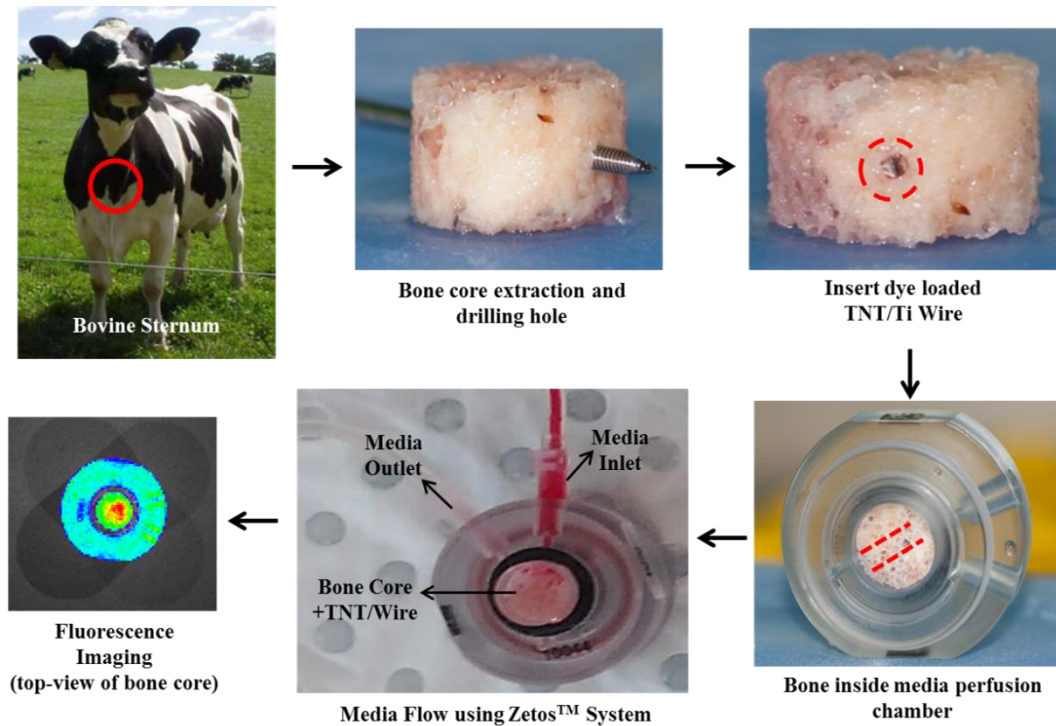 Bovine Sternum
Bone core extraction and
drilling hole
Insert dye loaded
TNT/Ti Wire
Bone inside media perfusion
chamber
Media
Outlet
Media
Inlet
Bone Core
+TNT/Wire
Media Flow using Zetos™ System
Fluorescence
Imaging
(top-view of bone core)